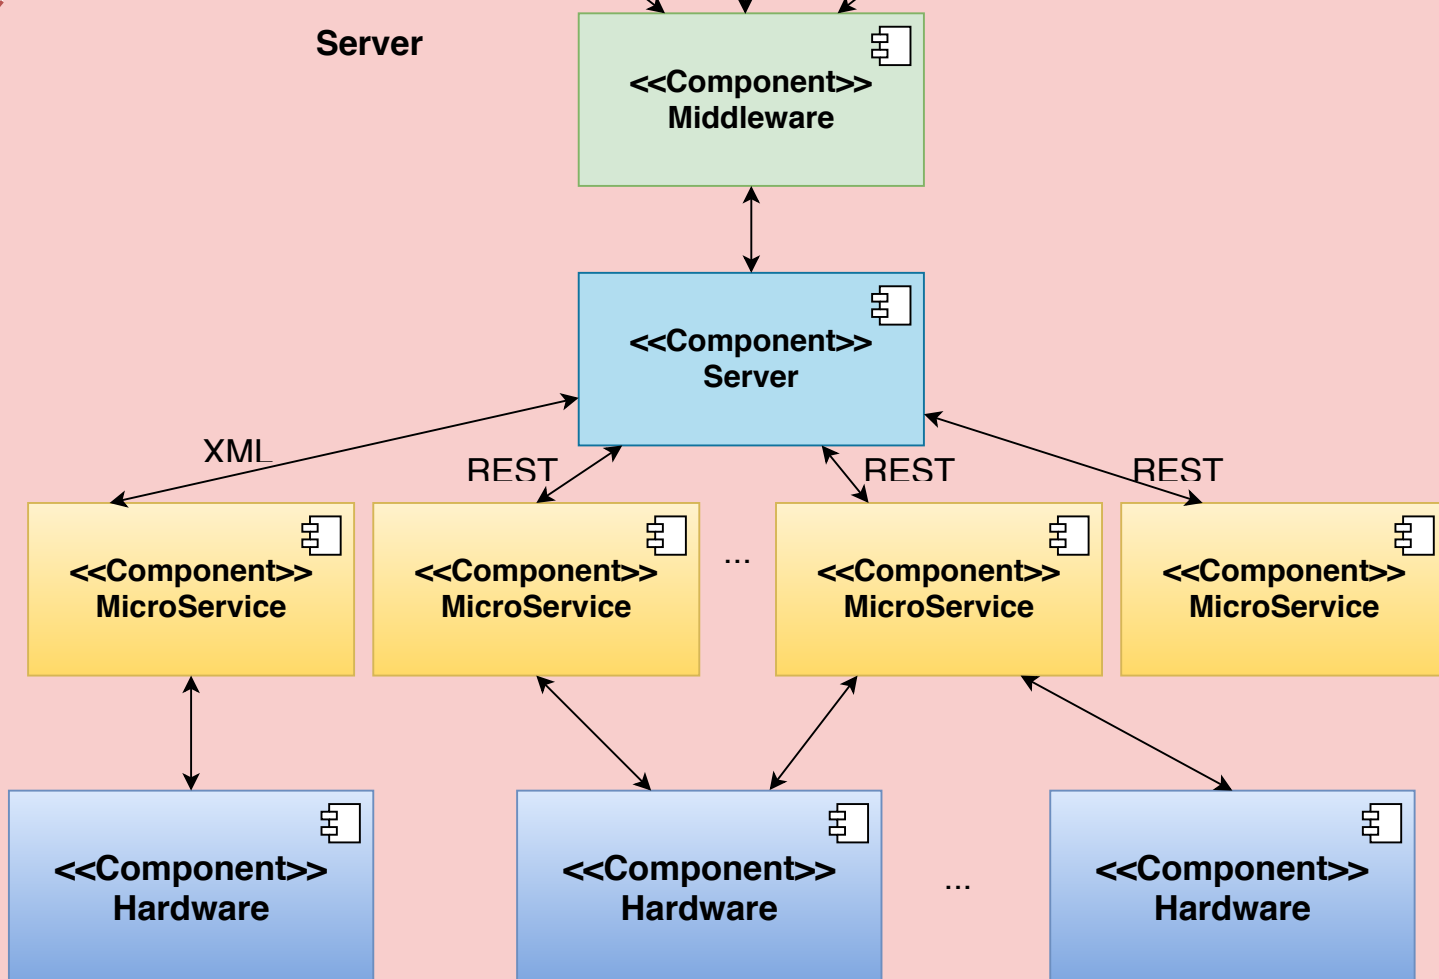 Server
<<Component>>
Middleware
<<Component>>
Server
XML
REST
REST
REST
<<Component>>
MicroService
<<Component>>
MicroService
...
<<Component>>
MicroService
<<Component>>
MicroService
<<Component>>
Hardware
<<Component>>
Hardware
...
<<Component>>
Hardware